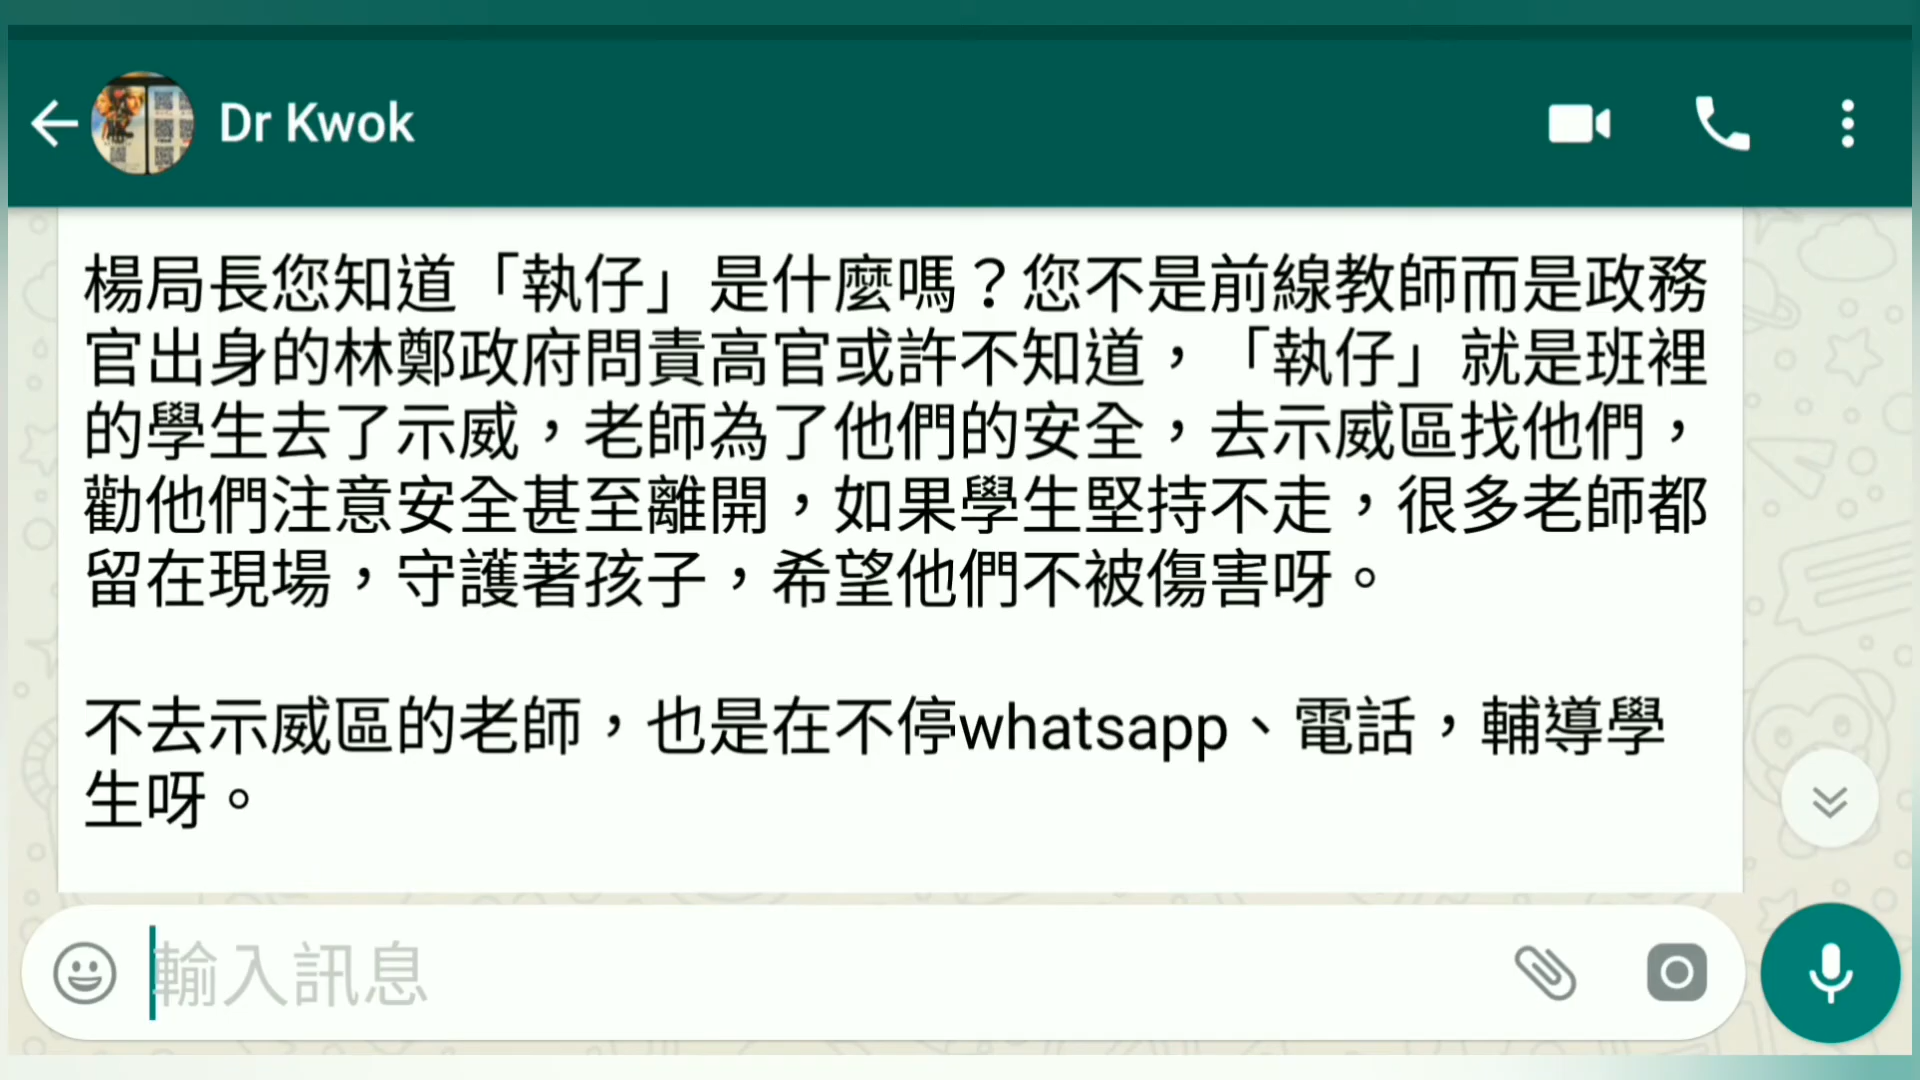 Dr Kwok
楊局長您知道「執仔」是什麼嗎？您不是前線教師而是政務
官出身的林鄭政府問責高官或許不知道，「執仔」就是班裡
的學生去了示威，老師為了他們的安全，去示威區找他們，
勸他們注意安全甚至離開，如果學生堅持不走，很多老師都
留在現場，守護著孩子，希望他們不被傷害呀。
不去示威區的老師，也是在不停whatsapp、電話，輔導學
生呀。
輸入訊息